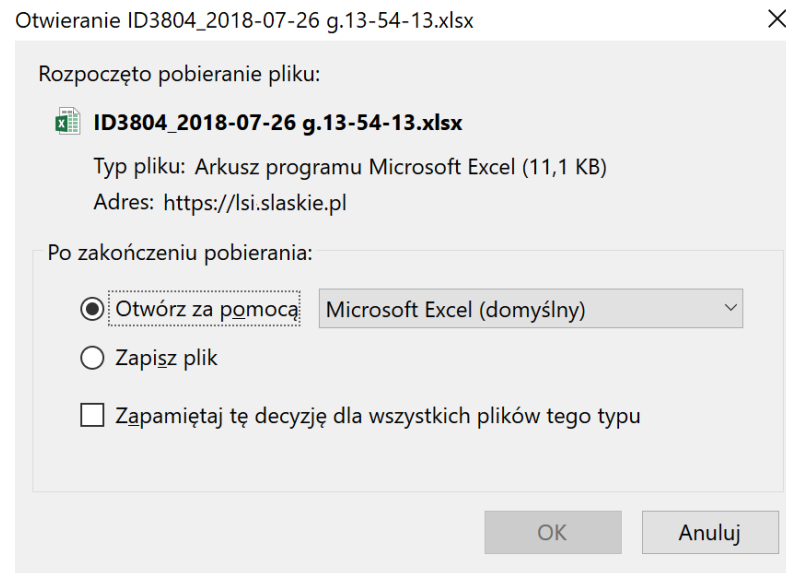 Otwieranie ID3804_2018-07-26 g.13-54-13.xlsx
Rozpoczęto pobieranie pliku:
ID3804_2018-07-26 g.13-54-13.xlsx
Typ pliku: Arkusz programu Microsoft Excel (11,1 KB)
Adres: https://lsi.slaskie.pl
Po zakończeniu pobierania:
Otwórz za pomocą Microsoft Excel (domyślny)
Zapisz plik
Zapamiętaj tę decyzję dla wszystkich plików tego typu
OK Anuluj